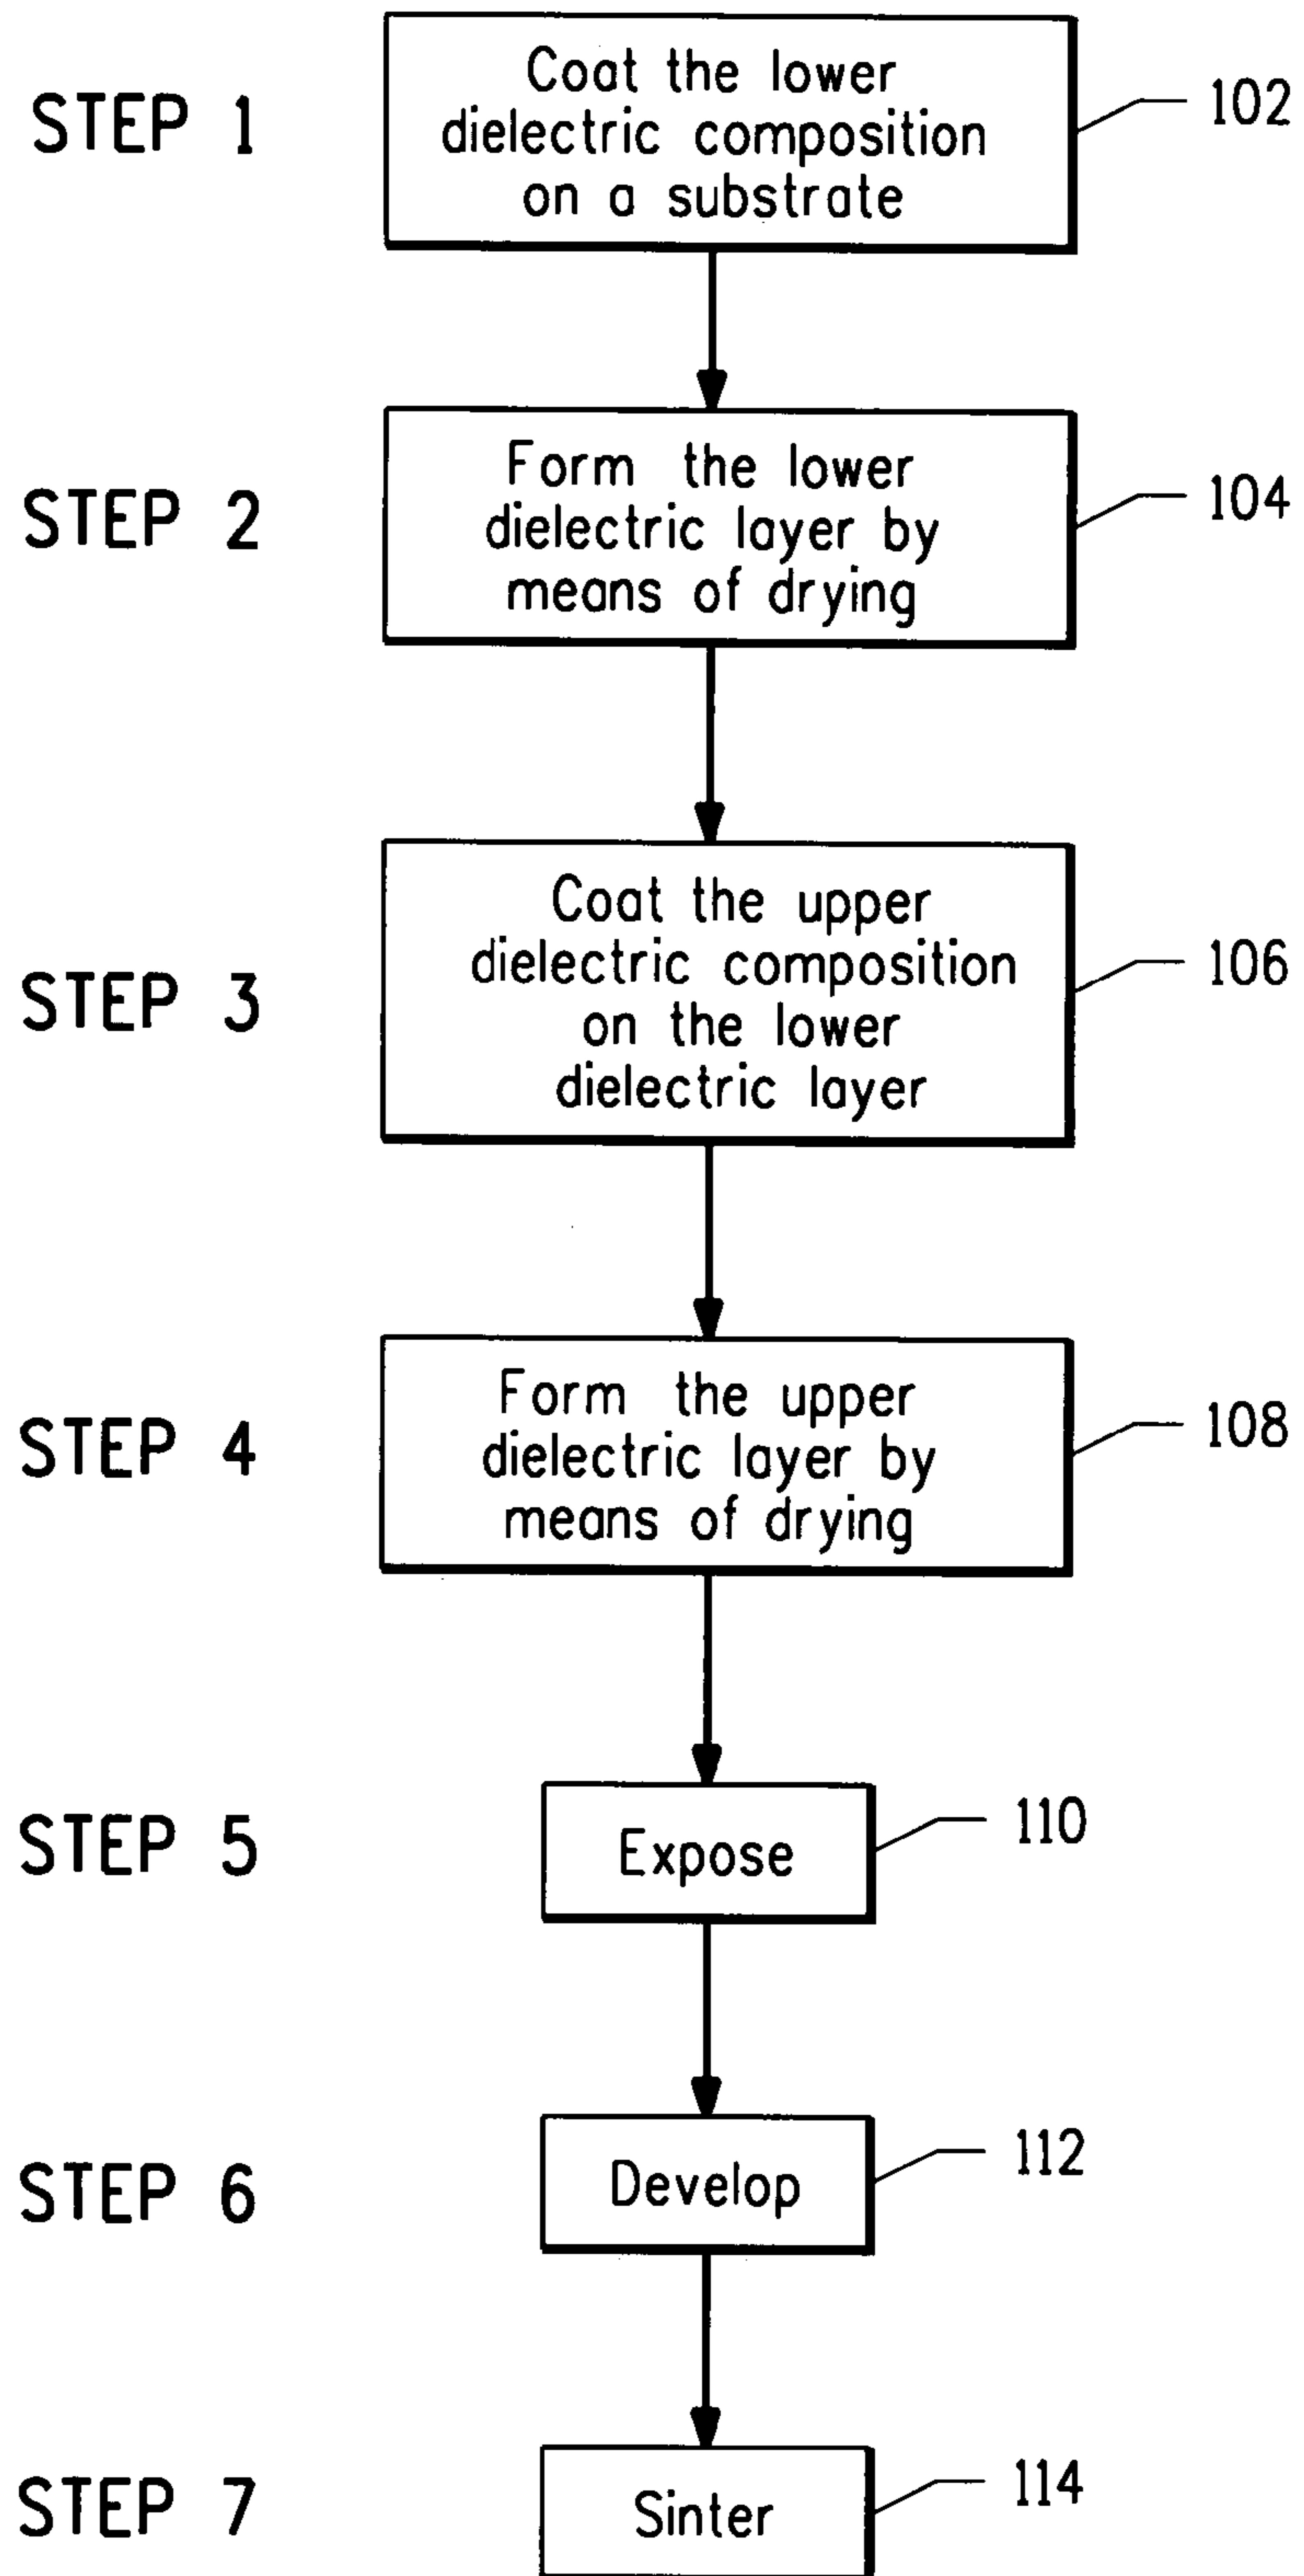 STEP 1
Coat the lower
dielectric composition
on a substrate
102
STEP 2
Form the lower
dielectric layer by
means of drying
104
STEP 3
Coat the upper
dielectric composition
on the lower
dielectric layer
106
STEP 4
Form the upper
dielectric layer by
means of drying
108
STEP 5
Expose
110
STEP 6
Develop
112
STEP 7
Sinter
114